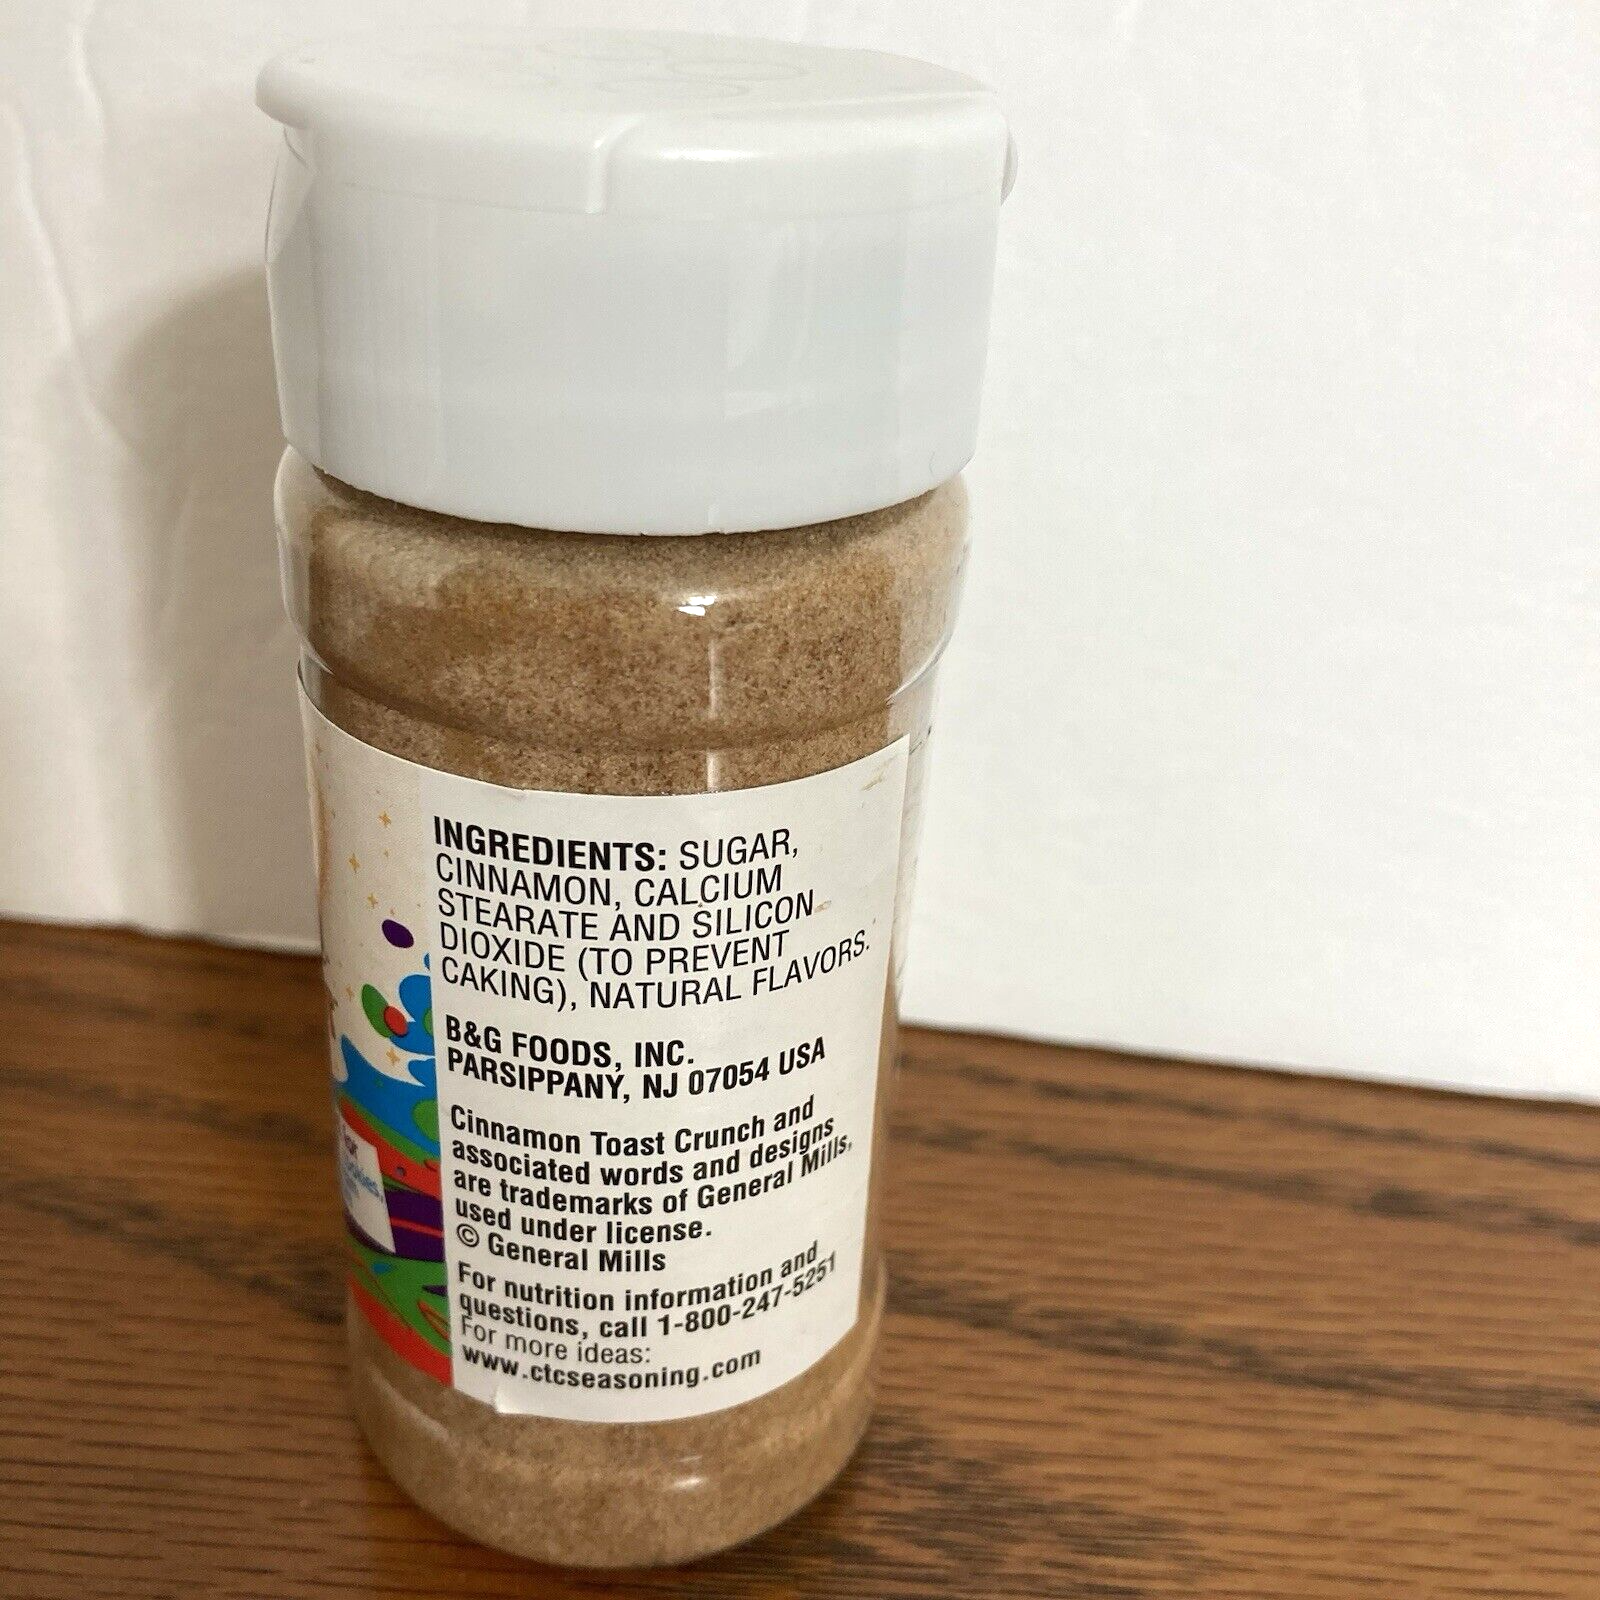 INGREDIENTS: SUGAR,
CINNAMON, CALCIUM
STEARATE AND SILICON
DIOXIDE (TO PREVENT
CAKING), NATURAL FLAVORS.
B&G FOODS, INC.
PARSIPPANY, NJ 07054 USA
Cinnamon Toast Crunch and
associated words and designs
are trademarks of General Mills,
used under license.
© General Mills
For nutrition information and
questions, call 1-800-247-5251
For more ideas:
www.ctcseasoning.com